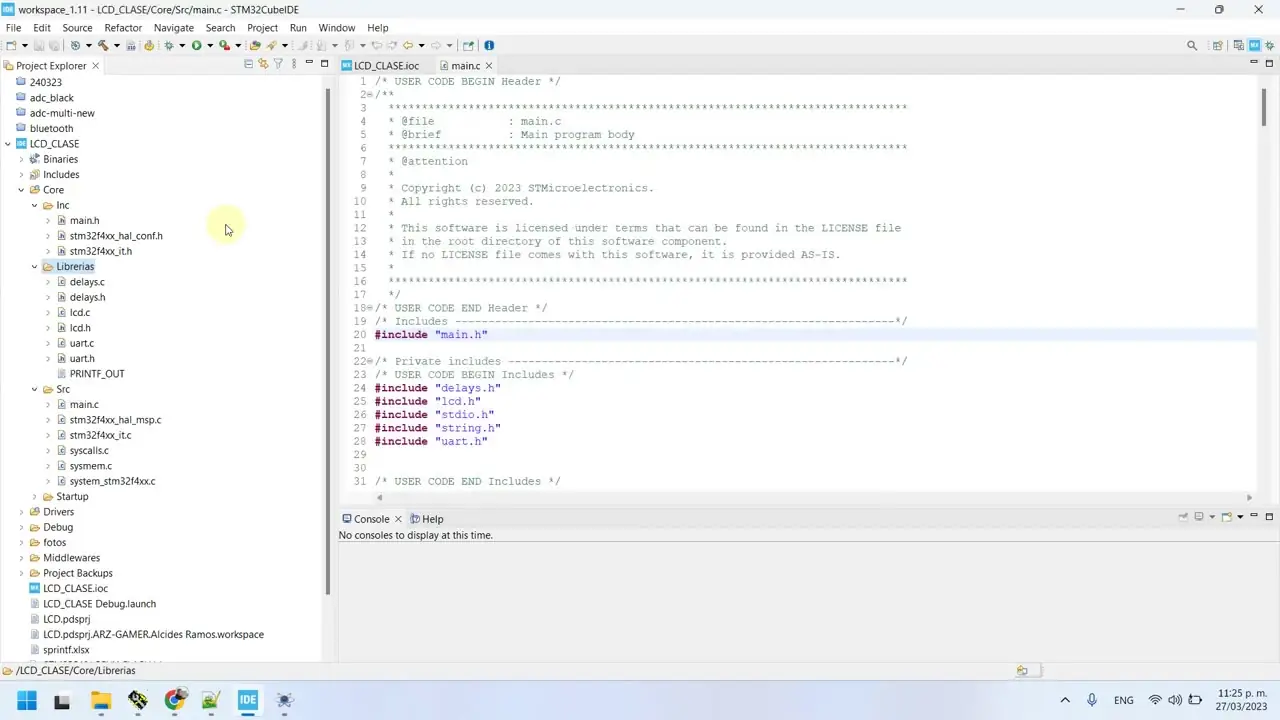 workspace_1.11 - LCD_CLASE/Core/Src/main.c - STM32CubeIDE
File Edit Source Refactor Navigate Search Project Run Window Help
Project Explorer
240323
adc_black
adc-multi-new
bluetooth
LCD_CLASE
Binaries
Includes
Core
Inc
main.h
stm32f4xx_hal_conf.h
stm32f4xx_it.h
Librerias
delays.c
delays.h
lcd.c
lcd.h
uart.c
uart.h
PRINTF_OUT
Src
main.c
stm32f4xx_hal_msp.c
stm32f4xx_it.c
syscalls.c
sysmem.c
system_stm32f4xx.c
Startup
Drivers
Debug
fotos
Middlewares
Project Backups
LCD_CLASE.ioc
LCD_CLASE Debug.launch
LCD.pdsprj
LCD.pdsprj.ARZ-GAMER.Alcides Ramos.workspace
sprintf.xlsx
LCD_CLASE.ioc main.c
1 /* USER CODE BEGIN Header */
2 /**
3 ******************************************************************************
4 * @file : main.c
5 * @brief : Main program body
6 ******************************************************************************
7 * @attention
8 *
9 * Copyright (c) 2023 STMicroelectronics.
10 * All rights reserved.
11 *
12 * This software is licensed under terms that can be found in the LICENSE file
13 * in the root directory of this software component.
14 * If no LICENSE file comes with this software, it is provided AS-IS.
15 *
16 ******************************************************************************
17 */
18 /* USER CODE END Header */
19 /* Includes ------------------------------------------------------------------*/
20 #include "main.h"
21
22 /* Private includes ----------------------------------------------------------*/
23 /* USER CODE BEGIN Includes */
24 #include "delays.h"
25 #include "lcd.h"
26 #include "stdio.h"
27 #include "string.h"
28 #include "uart.h"
29
30
31 /* USER CODE END Includes */
Console Help
No consoles to display at this time.
/LCD_CLASE/Core/Librerias
IDE
ENG
11:25 p. m.
27/03/2023